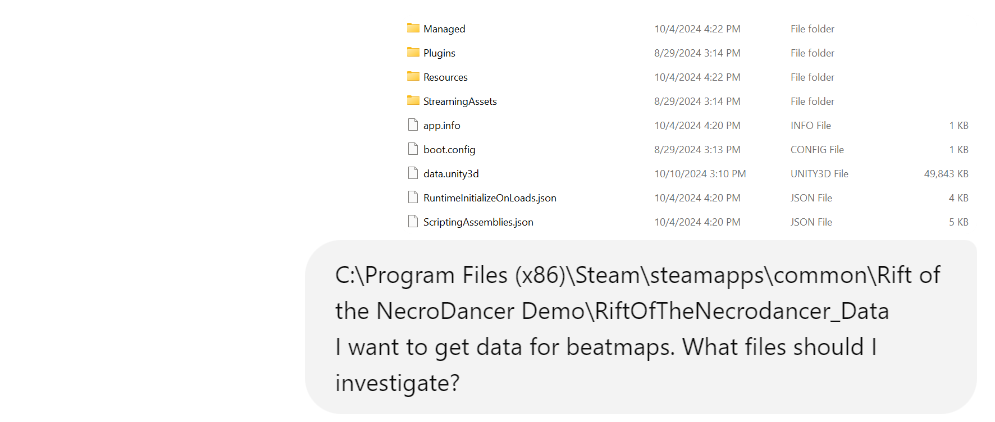 Managed 10/4/2024 4:22 PM File folder
Plugins 8/29/2024 3:14 PM File folder
Resources 10/4/2024 4:22 PM File folder
StreamingAssets 8/29/2024 3:14 PM File folder
app.info 10/4/2024 4:20 PM INFO File 1 KB
boot.config 8/29/2024 3:13 PM CONFIG File 1 KB
data.unity3d 10/10/2024 3:10 PM UNITY3D File 49,843 KB
RuntimeInitializeOnLoads.json 10/4/2024 4:20 PM JSON File 4 KB
ScriptingAssemblies.json 10/4/2024 4:20 PM JSON File 5 KB
C:\Program Files (x86)\Steam\steamapps\common\Rift of
the NecroDancer Demo\RiftOfTheNecrodancer_Data
I want to get data for beatmaps. What files should I
investigate?